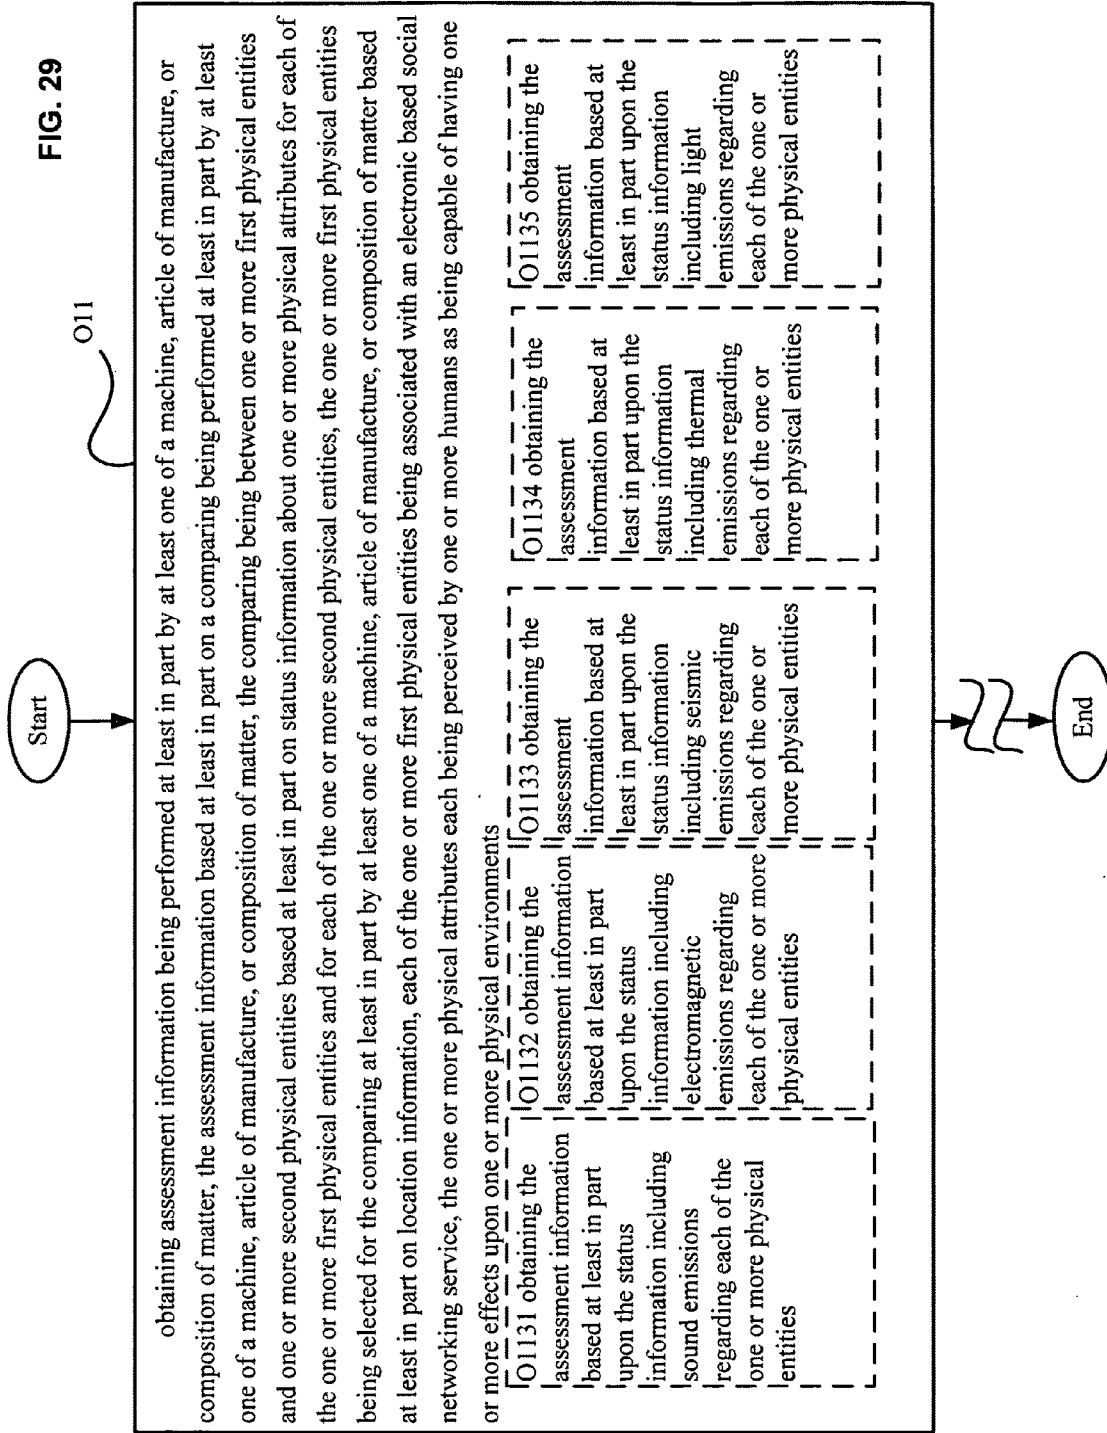 FIG. 29
Start
O11
obtaining assessment information being performed at least in part by at least one of a machine, article of manufacture, or
composition of matter, the assessment information based at least in part on a comparing being performed at least in part by at least
one of a machine, article of manufacture, or composition of matter, the comparing being between one or more first physical entities
and one or more second physical entities based at least in part on status information about one or more physical attributes for each of
the one or more first physical entities and for each of the one or more second physical entities, the one or more first physical entities
being selected for the comparing at least in part by at least one of a machine, article of manufacture, or composition of matter based
at least in part on location information, each of the one or more first physical entities being associated with an electronic based social
networking service, the one or more physical attributes each being perceived by one or more humans as being capable of having one
or more effects upon one or more physical environments
O1131 obtaining the
assessment information
based at least in part
upon the status
information including
sound emissions
regarding each of the
one or more physical
entities
O1132 obtaining the
assessment information
based at least in part
upon the status
information including
electromagnetic
emissions regarding
each of the one or more
physical entities
O1133 obtaining the
assessment
information based at
least in part upon the
status information
including seismic
emissions regarding
each of the one or
more physical entities
O1134 obtaining the
assessment
information based at
least in part upon the
status information
including thermal
emissions regarding
each of the one or
more physical entities
O1135 obtaining the
assessment
information based at
least in part upon the
status information
including light
emissions regarding
each of the one or
more physical entities
End